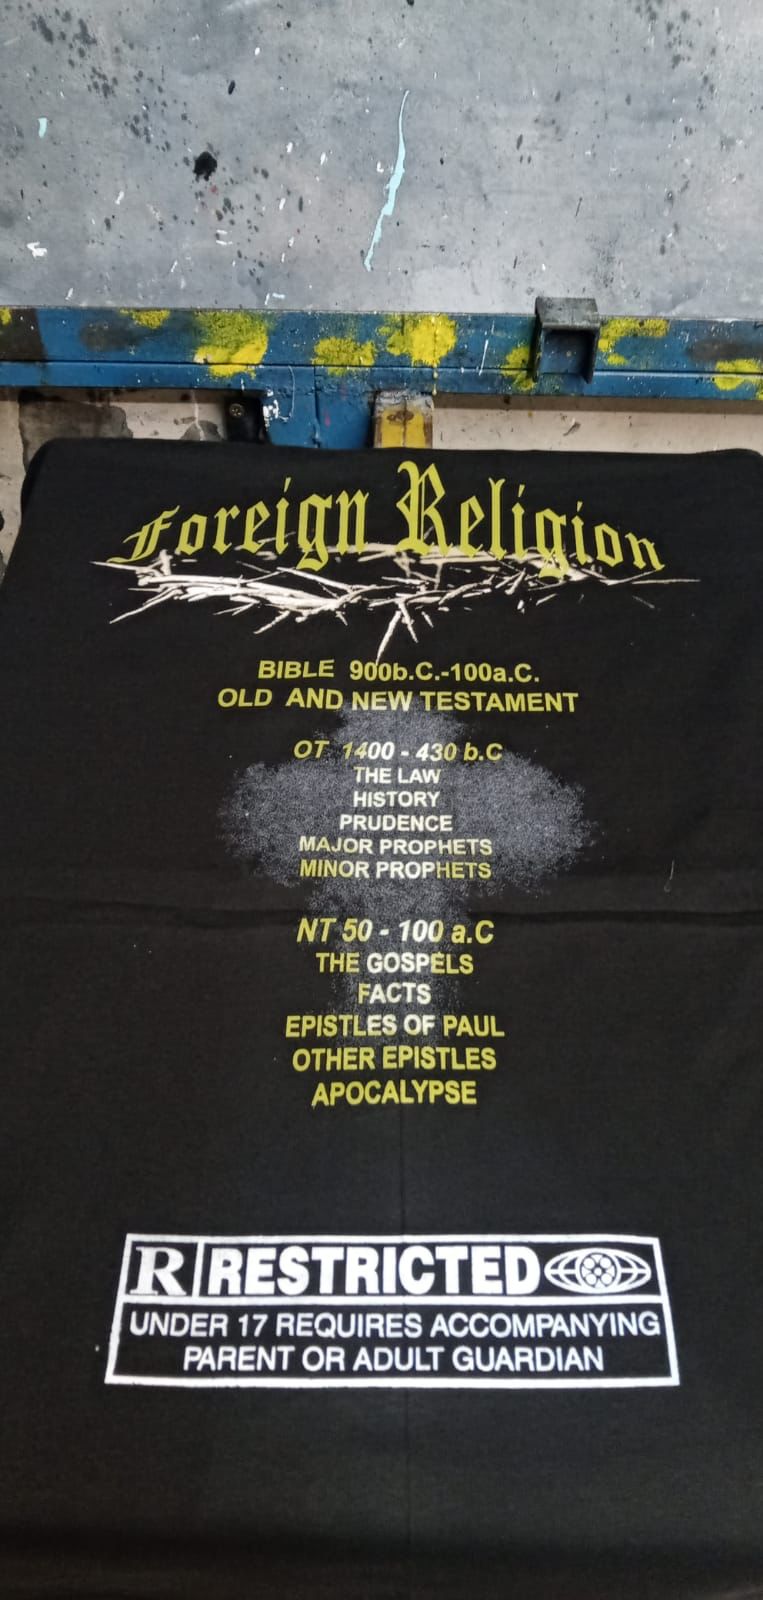 Foreign Religion
BIBLE 900b.C.-100a.C.
OLD AND NEW TESTAMENT
OT 1400 - 430 b.C
THE LAW
HISTORY
PRUDENCE
MAJOR PROPHETS
MINOR PROPHETS
NT 50 - 100 a.C
THE GOSPELS
FACTS
EPISTLES OF PAUL
OTHER EPISTLES
APOCALYPSE
R RESTRICTED
UNDER 17 REQUIRES ACCOMPANYING
PARENT OR ADULT GUARDIAN